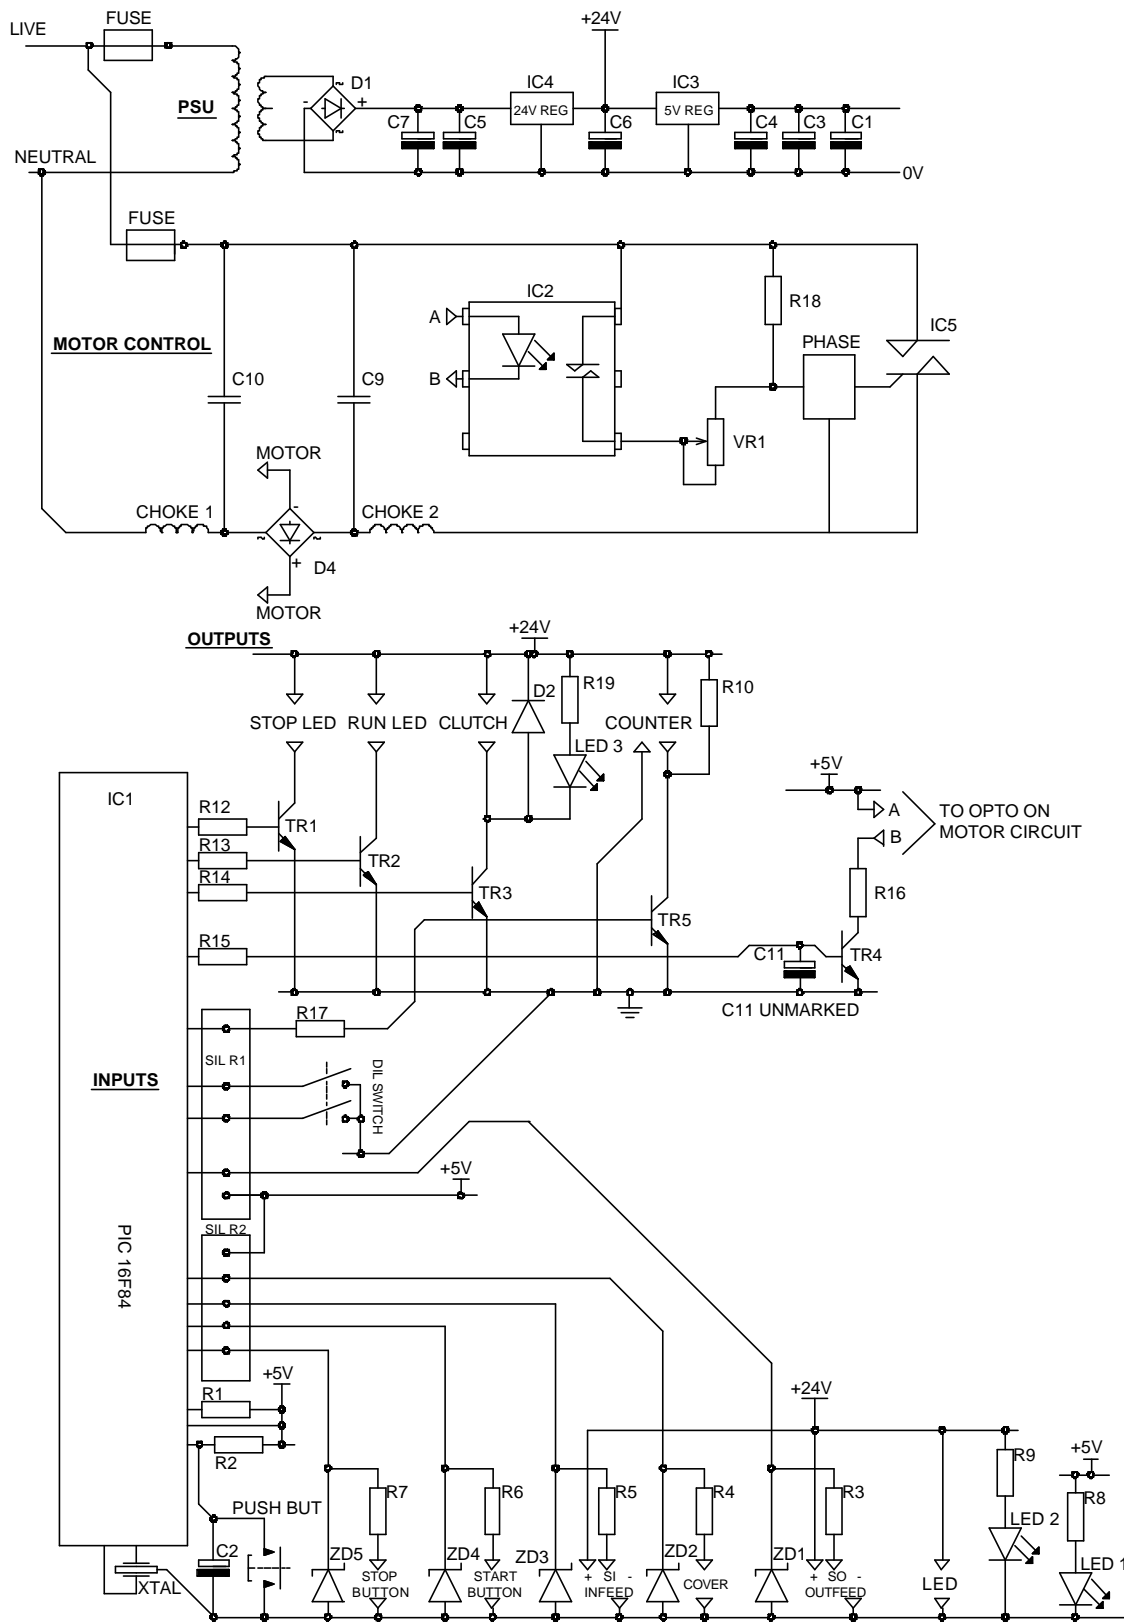 LIVE
FUSE
+24V
PSU
D1
IC4
IC3
~
-
+
24V REG
5V REG
C7
C5
C6
C4
C3
C1
~
NEUTRAL
0V
FUSE
IC2
R18
A
IC5
MOTOR CONTROL
PHASE
C10
C9
B
VR1
MOTOR
CHOKE 1
-
CHOKE 2
~
~
+
D4
MOTOR
OUTPUTS
+24V
R19
D2
R10
STOP LED
RUN LED
CLUTCH
COUNTER
LED 3
+5V
IC1
R12
A
TO OPTO ON
TR1
B
MOTOR CIRCUIT
R13
TR2
R14
TR3
R16
TR5
R15
C11
TR4
R17
C11 UNMARKED
SIL R1
INPUTS
DIL SWITCH
+5V
SIL R2
PIC 16F84
+5V
+24V
R1
R2
R9
+5V
R7
R6
R5
R4
R3
R8
PUSH BUT
LED 2
C2
ZD5
ZD4
ZD3
ZD2
ZD1
LED 1
XTAL
STOP
BUTTON
START
BUTTON
+ SI -
INFEED
COVER
+ SO -
OUTFEED
LED